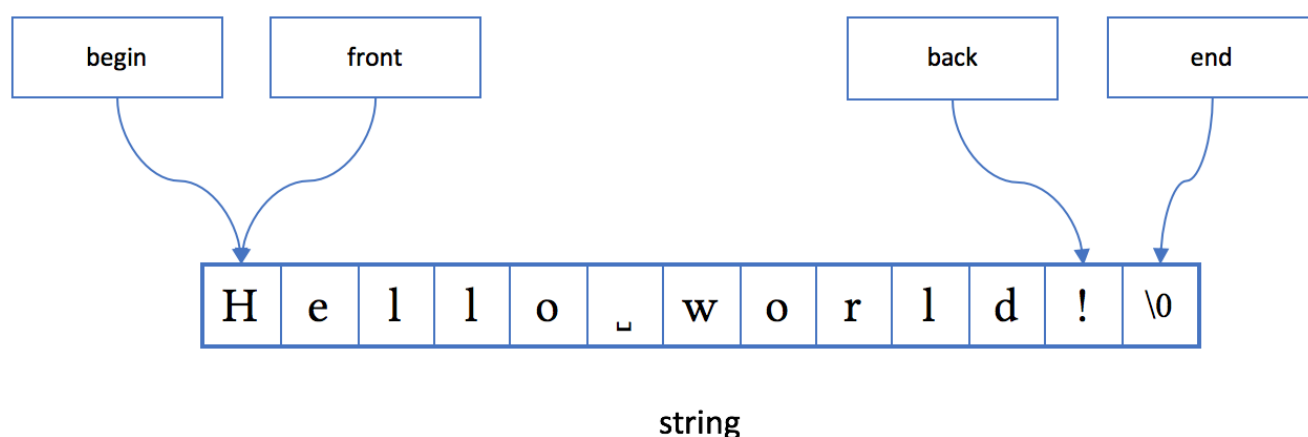 begin front back end
H e l l o ␣ w o r l d ! \0
string